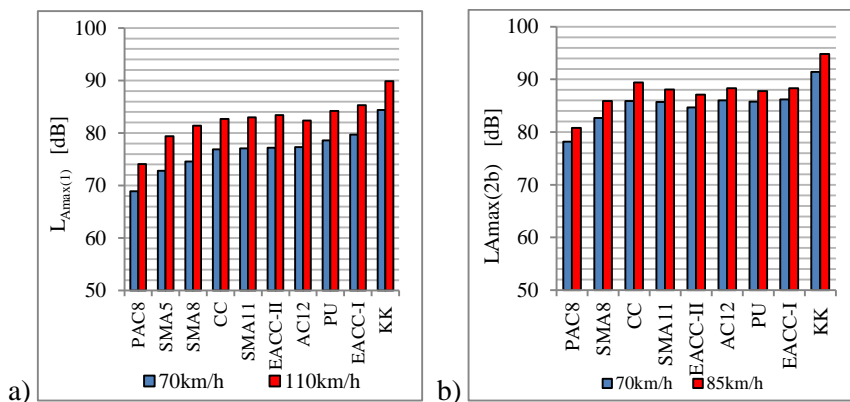 a)
L_Amax(1) [dB]
100
90
80
70
60
50
PAC8
SMA5
SMA8
CC
SMA11
EACC-II
AC12
PU
EACC-I
KK
70km/h 110km/h
b)
LAmax(2b) [dB]
100
90
80
70
60
50
PAC8
SMA8
CC
SMA11
EACC-II
AC12
PU
EACC-I
KK
70km/h 85km/h